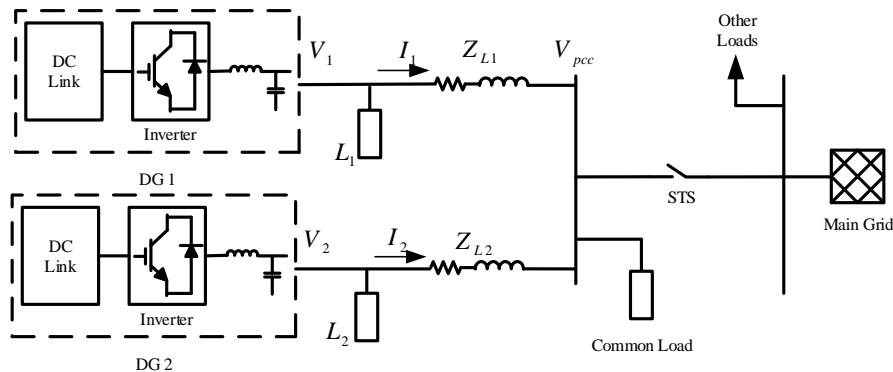 DC
Link
Inverter
DG 1
V1
I1
ZL1
Vpcc
L1
DC
Link
Inverter
DG 2
V2
I2
ZL2
L2
Common Load
STS
Other
Loads
Main Grid